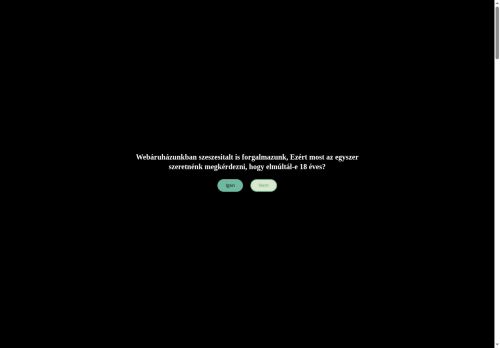 Webáruházunkban szeszesitalt is forgalmazunk, Ezért most az egyszer
szeretnénk megkérdezni, hogy elmúltál-e 18 éves?
Igen
Nem